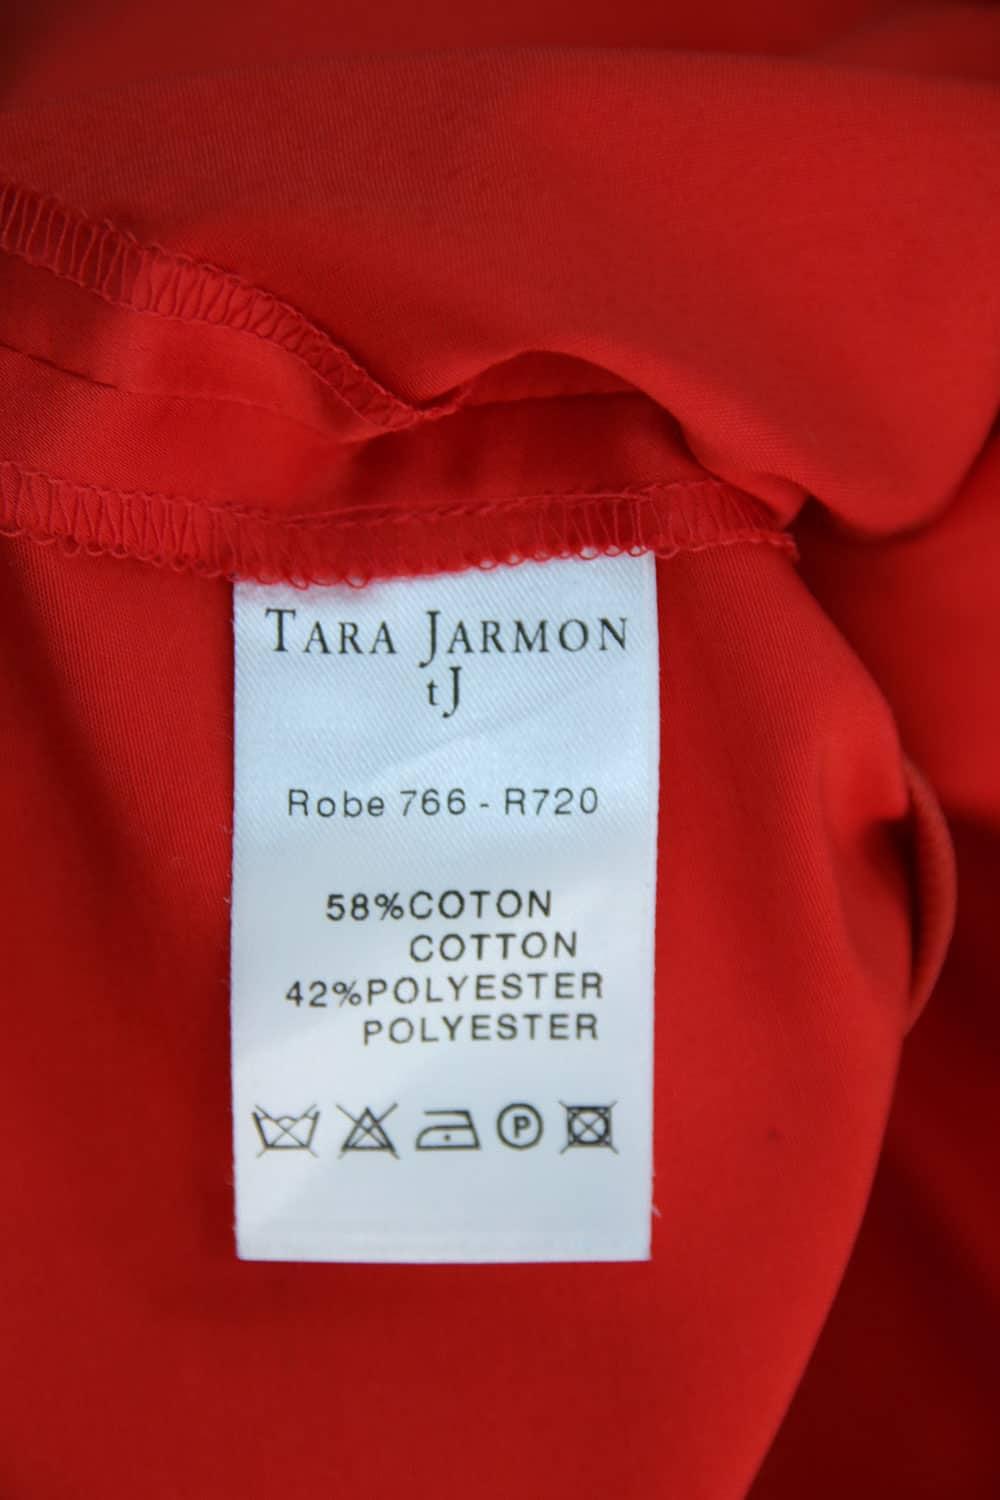 TARA JARMON
tJ
Robe 766 - R720
58%COTON
COTTON
42%POLYESTER
POLYESTER
P